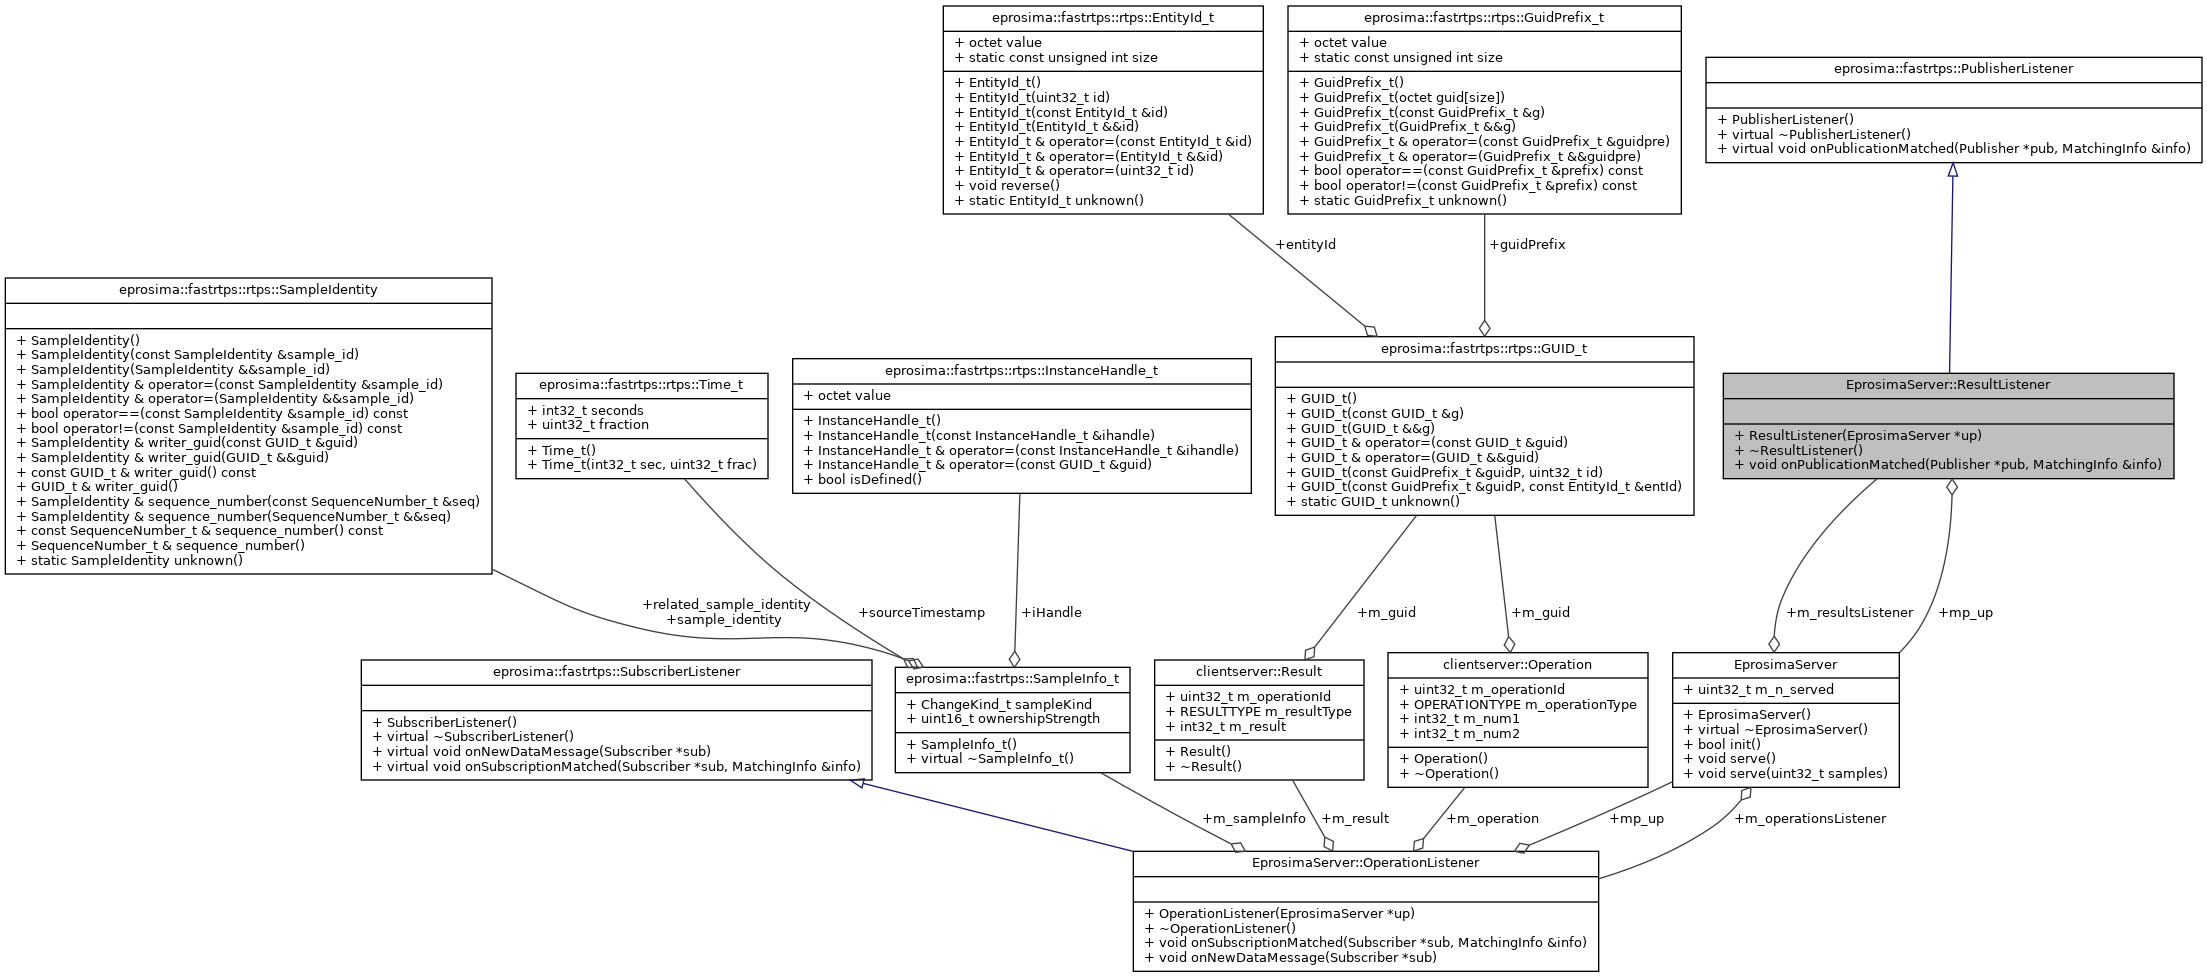 eprosima::fastrtps::rtps::EntityId_t
+ octet value
+ static const unsigned int size
+ EntityId_t()
+ EntityId_t(uint32_t id)
+ EntityId_t(const EntityId_t &id)
+ EntityId_t(EntityId_t &&id)
+ EntityId_t & operator=(const EntityId_t &id)
+ EntityId_t & operator=(EntityId_t &&id)
+ EntityId_t & operator=(uint32_t id)
+ void reverse()
+ static EntityId_t unknown()
eprosima::fastrtps::rtps::GuidPrefix_t
+ octet value
+ static const unsigned int size
+ GuidPrefix_t()
+ GuidPrefix_t(octet guid[size])
+ GuidPrefix_t(const GuidPrefix_t &g)
+ GuidPrefix_t(GuidPrefix_t &&g)
+ GuidPrefix_t & operator=(const GuidPrefix_t &guidpre)
+ GuidPrefix_t & operator=(GuidPrefix_t &&guidpre)
+ bool operator==(const GuidPrefix_t &prefix) const
+ bool operator!=(const GuidPrefix_t &prefix) const
+ static GuidPrefix_t unknown()
eprosima::fastrtps::PublisherListener
+ PublisherListener()
+ virtual ~PublisherListener()
+ virtual void onPublicationMatched(Publisher *pub, MatchingInfo &info)
+entityId
+guidPrefix
eprosima::fastrtps::rtps::SampleIdentity
+ SampleIdentity()
+ SampleIdentity(const SampleIdentity &sample_id)
+ SampleIdentity(SampleIdentity &&sample_id)
+ SampleIdentity & operator=(const SampleIdentity &sample_id)
+ SampleIdentity & operator=(SampleIdentity &&sample_id)
+ bool operator==(const SampleIdentity &sample_id) const
+ bool operator!=(const SampleIdentity &sample_id) const
+ SampleIdentity & writer_guid(const GUID_t &guid)
+ SampleIdentity & writer_guid(GUID_t &&guid)
+ const GUID_t & writer_guid() const
+ GUID_t & writer_guid()
+ SampleIdentity & sequence_number(const SequenceNumber_t &seq)
+ SampleIdentity & sequence_number(SequenceNumber_t &&seq)
+ const SequenceNumber_t & sequence_number() const
+ SequenceNumber_t & sequence_number()
+ static SampleIdentity unknown()
eprosima::fastrtps::rtps::Time_t
+ int32_t seconds
+ uint32_t fraction
+ Time_t()
+ Time_t(int32_t sec, uint32_t frac)
eprosima::fastrtps::rtps::InstanceHandle_t
+ octet value
+ InstanceHandle_t()
+ InstanceHandle_t(const InstanceHandle_t &ihandle)
+ InstanceHandle_t & operator=(const InstanceHandle_t &ihandle)
+ InstanceHandle_t & operator=(const GUID_t &guid)
+ bool isDefined()
eprosima::fastrtps::rtps::GUID_t
+ GUID_t()
+ GUID_t(const GUID_t &g)
+ GUID_t(GUID_t &&g)
+ GUID_t & operator=(const GUID_t &guid)
+ GUID_t & operator=(GUID_t &&guid)
+ GUID_t(const GuidPrefix_t &guidP, uint32_t id)
+ GUID_t(const GuidPrefix_t &guidP, const EntityId_t &entId)
+ static GUID_t unknown()
EprosimaServer::ResultListener
+ ResultListener(EprosimaServer *up)
+ ~ResultListener()
+ void onPublicationMatched(Publisher *pub, MatchingInfo &info)
+related_sample_identity
+sample_identity
+sourceTimestamp
+iHandle
+m_guid
+m_guid
+m_resultsListener
+mp_up
eprosima::fastrtps::SubscriberListener
+ SubscriberListener()
+ virtual ~SubscriberListener()
+ virtual void onNewDataMessage(Subscriber *sub)
+ virtual void onSubscriptionMatched(Subscriber *sub, MatchingInfo &info)
eprosima::fastrtps::SampleInfo_t
+ ChangeKind_t sampleKind
+ uint16_t ownershipStrength
+ SampleInfo_t()
+ virtual ~SampleInfo_t()
clientserver::Result
+ uint32_t m_operationId
+ RESULTTYPE m_resultType
+ int32_t m_result
+ Result()
+ ~Result()
clientserver::Operation
+ uint32_t m_operationId
+ OPERATIONTYPE m_operationType
+ int32_t m_num1
+ int32_t m_num2
+ Operation()
+ ~Operation()
EprosimaServer
+ uint32_t m_n_served
+ EprosimaServer()
+ virtual ~EprosimaServer()
+ bool init()
+ void serve()
+ void serve(uint32_t samples)
+m_sampleInfo
+m_result
+m_operation
+mp_up
+m_operationsListener
EprosimaServer::OperationListener
+ OperationListener(EprosimaServer *up)
+ ~OperationListener()
+ void onSubscriptionMatched(Subscriber *sub, MatchingInfo &info)
+ void onNewDataMessage(Subscriber *sub)